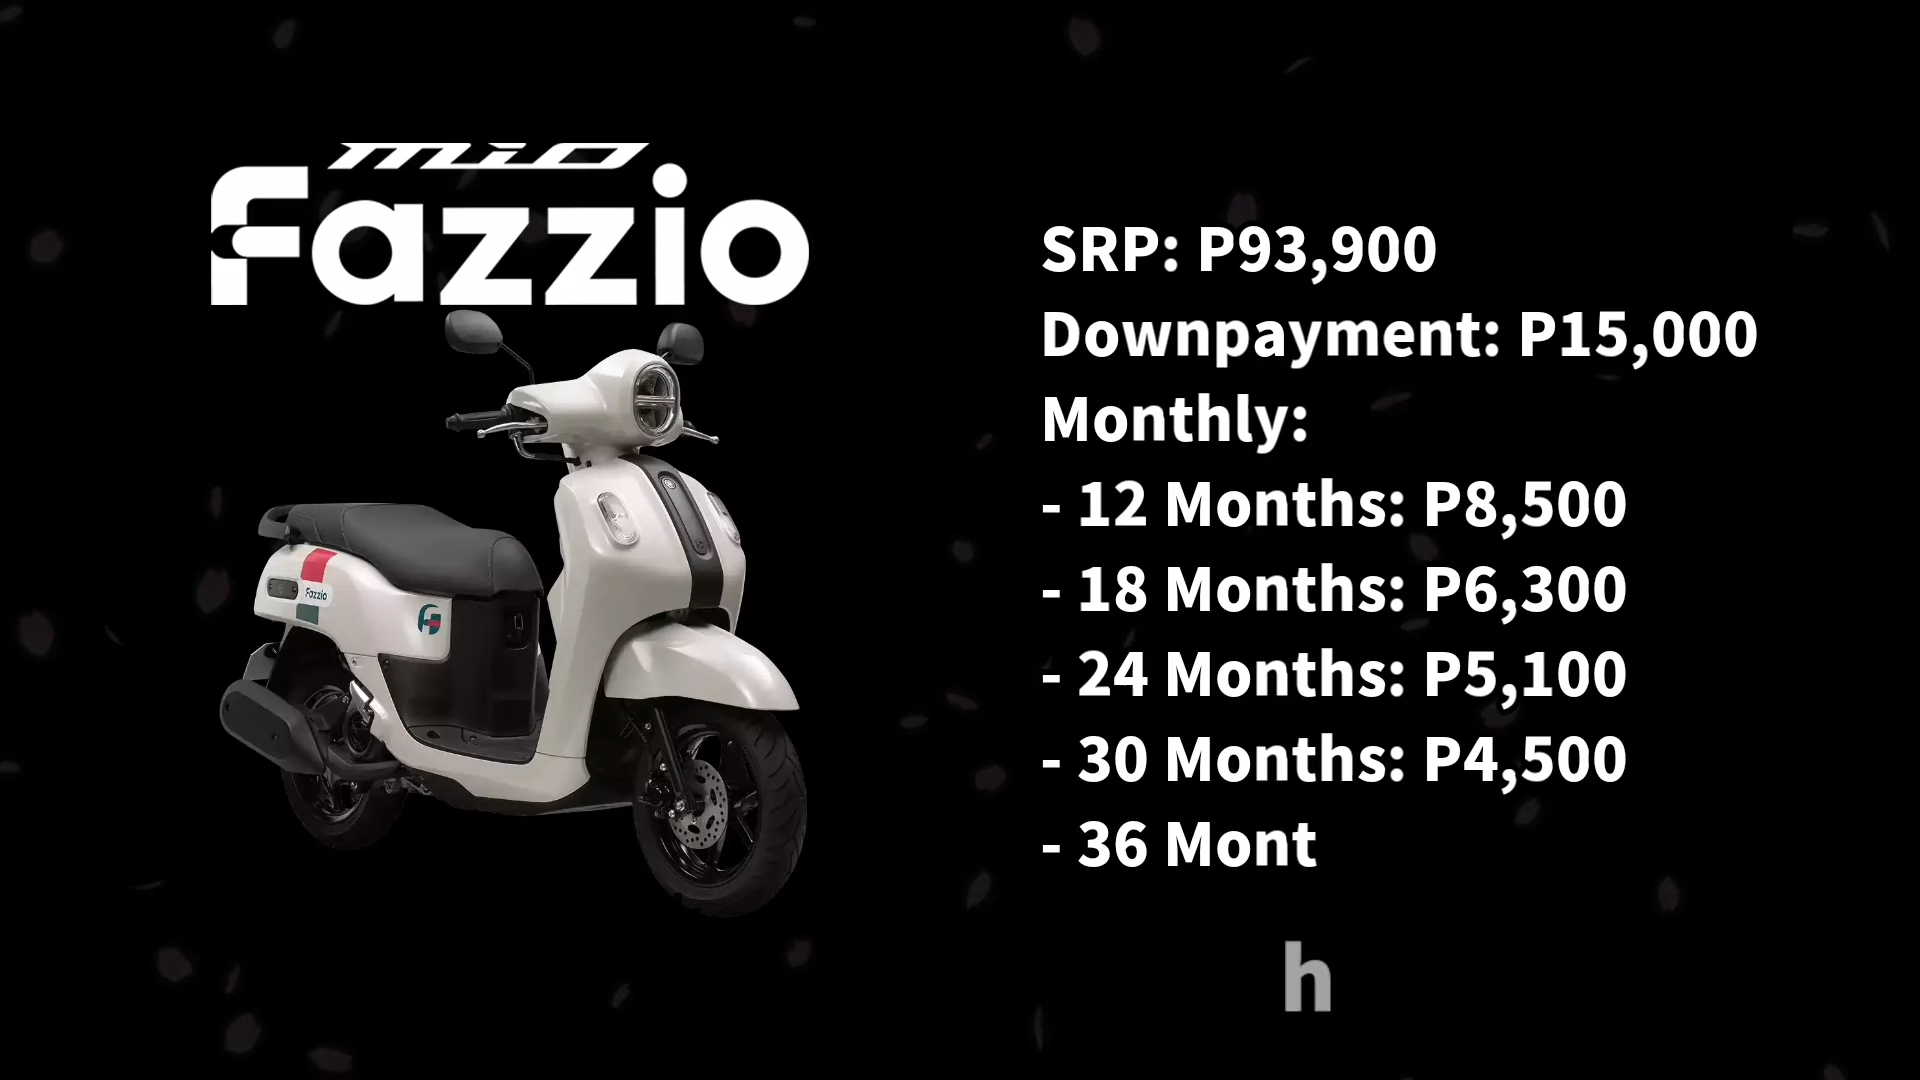 mio
Fazzio
SRP: P93,900
Downpayment: P15,000
Monthly:
- 12 Months: P8,500
- 18 Months: P6,300
- 24 Months: P5,100
- 30 Months: P4,500
- 36 Mont
h
Fazzio